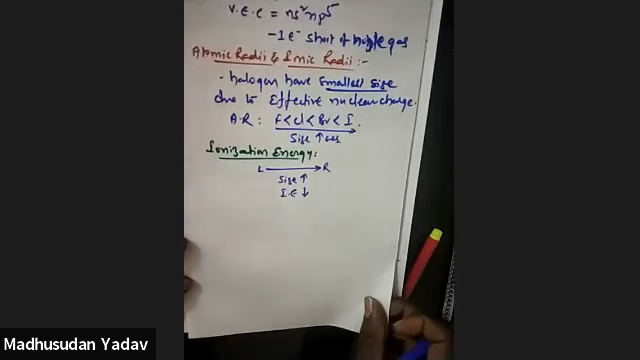 V.E.C = ns²np⁵
-1e⁻ short of noble gas
Atomic Radii & Ionic Radii :-
· halogen have smallest size
due to Effective nuclear charge.
A.R : F < Cl < Br < I.
Size ↑es
Ionization Energy:
L → R
Size ↑
I.E ↓
Madhusudan Yadav